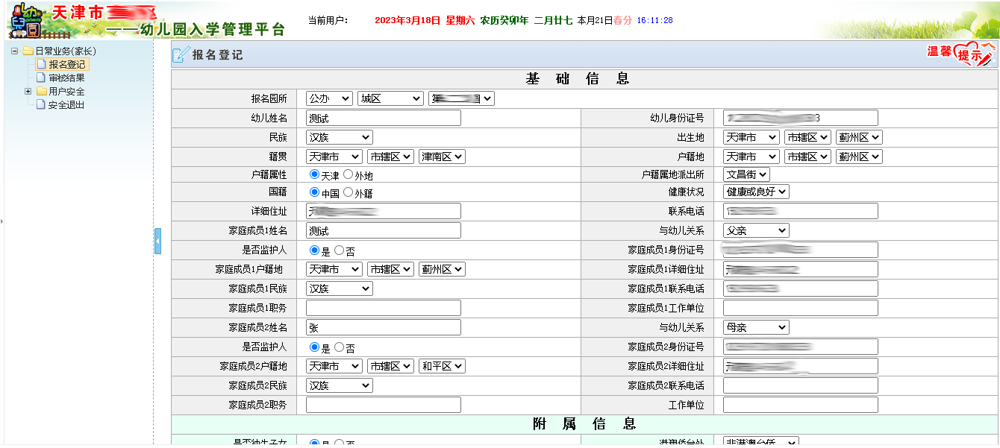 幼儿园
天津市
——幼儿园入学管理平台
当前用户： 2023年3月18日 星期六 农历癸卯年 二月廿七 本月21日春分 16:11:28
日常业务(家长)
报名登记
审核结果
用户安全
安全退出
报名登记
温馨提示
基 础 信 息
报名园所 公办 城区 第
幼儿姓名 测试 幼儿身份证号 3
民族 汉族 出生地 天津市 市辖区 蓟州区
籍贯 天津市 市辖区 津南区 户籍地 天津市 市辖区 蓟州区
户籍属性 天津 外地 户籍属地派出所 文昌街
国籍 中国 外籍 健康状况 健康或良好
详细住址 联系电话
家庭成员1姓名 测试 与幼儿关系 父亲
是否监护人 是 否 家庭成员1身份证号
家庭成员1户籍地 天津市 市辖区 蓟州区 家庭成员1详细住址
家庭成员1民族 汉族 家庭成员1联系电话
家庭成员1职务 家庭成员1工作单位
家庭成员2姓名 张 与幼儿关系 母亲
是否监护人 是 否 家庭成员2身份证号
家庭成员2户籍地 天津市 市辖区 和平区 家庭成员2详细住址
家庭成员2民族 汉族 家庭成员2联系电话
家庭成员2职务 工作单位
附 属 信 息
是否独生子女 是 否 港澳侨台外 非港澳台侨